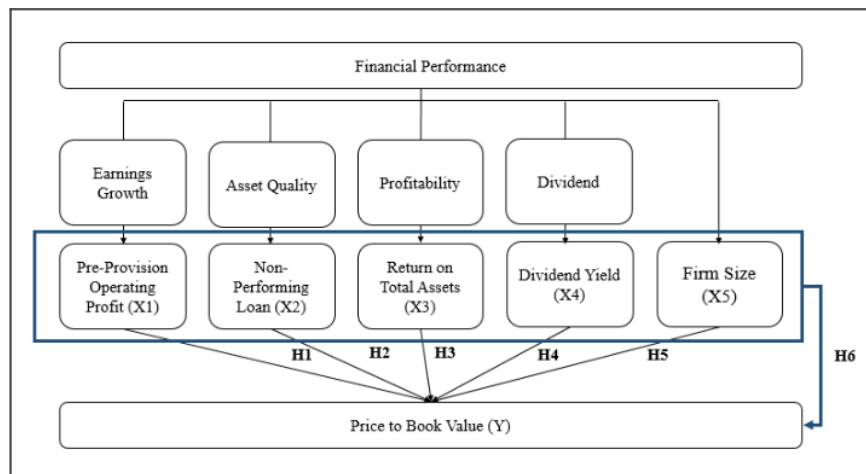 Financial Performance
Earnings
Growth
Asset Quality
Profitability
Dividend
Pre-Provision
Operating
Profit (X1)
Non-
Performing
Loan (X2)
Return on
Total Assets
(X3)
Dividend Yield
(X4)
Firm Size
(X5)
H1
H2
H3
H4
H5
H6
Price to Book Value (Y)